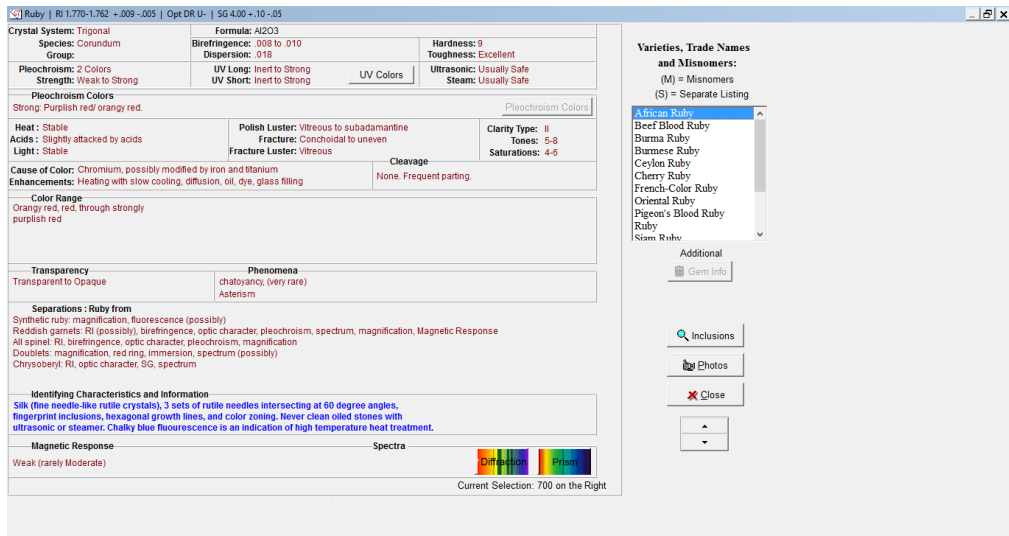 Ruby | RI 1.770-1.762 +.009 -.005 | Opt DR U- | SG 4.00 +.10 -.05
Crystal System: Trigonal Formula: Al2O3
Species: Corundum Birefringence: .008 to .010 Hardness: 9
Group: Dispersion: .018 Toughness: Excellent
Pleochroism: 2 Colors UV Long: Inert to Strong UV Colors Ultrasonic: Usually Safe
Strength: Weak to Strong UV Short: Inert to Strong Steam: Usually Safe
Pleochroism Colors
Strong: Purplish red/ orangy red. Pleochroism Colors
Heat : Stable Polish Luster: Vitreous to subadamantine Clarity Type: II
Acids : Slightly attacked by acids Fracture: Conchoidal to uneven Tones: 5-8
Light : Stable Fracture Luster: Vitreous Saturations: 4-6
Cleavage
Cause of Color: Chromium, possibly modified by iron and titanium None. Frequent parting.
Enhancements: Heating with slow cooling, diffusion, oil, dye, glass filling
Color Range
Orangy red, red, through strongly
purplish red
Transparency Phenomena
Transparent to Opaque chatoyancy, (very rare)
Asterism
Separations : Ruby from
Synthetic ruby: magnification, fluorescence (possibly)
Reddish garnets: RI (possibly), birefringence, optic character, pleochroism, spectrum, magnification, Magnetic Response
All spinel: RI, birefringence, optic character, pleochroism, magnification
Doublets: magnification, red ring, immersion, spectrum (possibly)
Chrysoberyl: RI, optic character, SG, spectrum
Identifying Characteristics and Information
Silk (fine needle-like rutile crystals), 3 sets of rutile needles intersecting at 60 degree angles,
fingerprint inclusions, hexagonal growth lines, and color zoning. Never clean oiled stones with
ultrasonic or steamer. Chalky blue fluourescence is an indication of high temperature heat treatment.
Magnetic Response Spectra
Weak (rarely Moderate) Diffraction Prism
Current Selection: 700 on the Right
Varieties, Trade Names
and Misnomers:
(M) = Misnomers
(S) = Separate Listing
African Ruby
Beef Blood Ruby
Burma Ruby
Burmese Ruby
Ceylon Ruby
Cherry Ruby
French-Color Ruby
Oriental Ruby
Pigeon's Blood Ruby
Ruby
Siam Ruby
Additional
Gem Info
Inclusions
Photos
Close